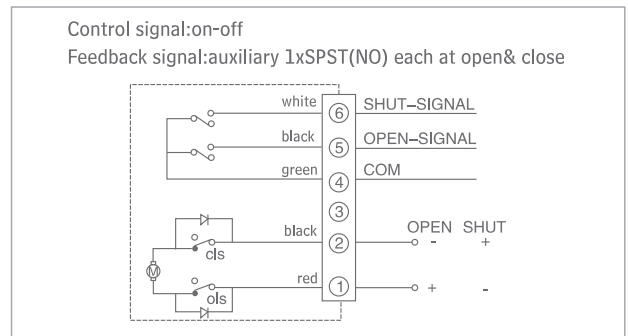 Control signal:on-off
Feedback signal:auxiliary 1xSPST(NO) each at open& close
white 6 SHUT-SIGNAL
black 5 OPEN-SIGNAL
green 4 COM
3
OPEN SHUT
black 2 - +
cls
M
red 1 + -
ols